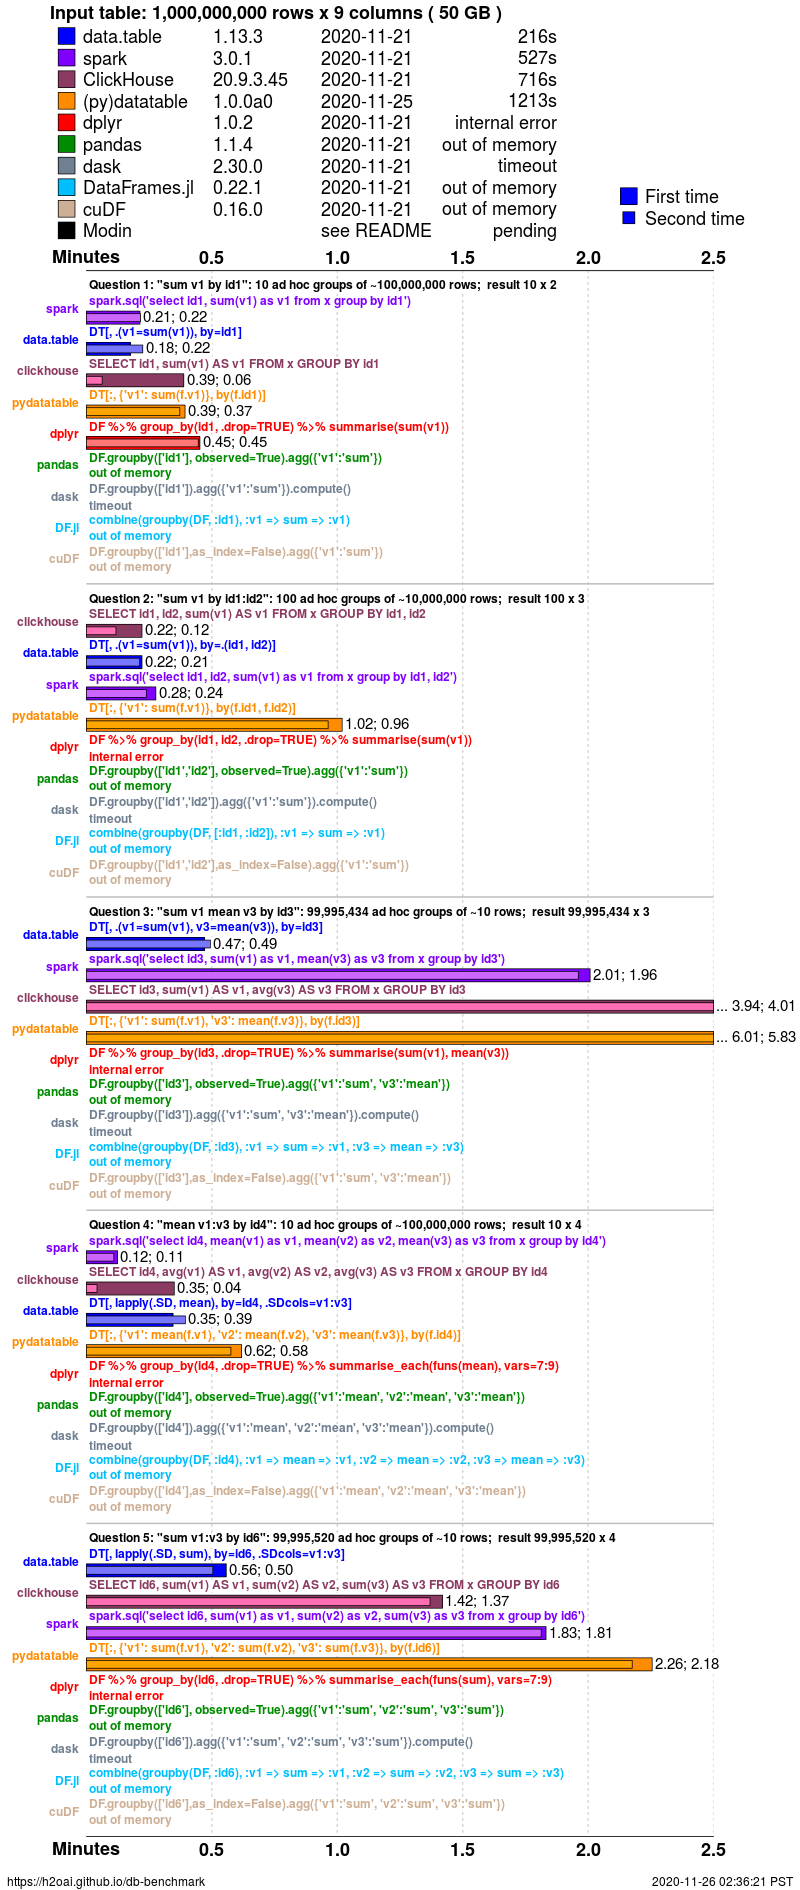 Input table: 1,000,000,000 rows x 9 columns ( 50 GB )
data.table 1.13.3 2020-11-21 216s
spark 3.0.1 2020-11-21 527s
ClickHouse 20.9.3.45 2020-11-21 716s
(py)datatable 1.0.0a0 2020-11-25 1213s
dplyr 1.0.2 2020-11-21 internal error
pandas 1.1.4 2020-11-21 out of memory
dask 2.30.0 2020-11-21 timeout
DataFrames.jl 0.22.1 2020-11-21 out of memory
cuDF 0.16.0 2020-11-21 out of memory
Modin see README pending
First time
Second time
Minutes 0.5 1.0 1.5 2.0 2.5
Question 1: "sum v1 by id1": 10 ad hoc groups of ~100,000,000 rows; result 10 x 2
spark spark.sql('select id1, sum(v1) as v1 from x group by id1')
0.21; 0.22
data.table DT[, .(v1=sum(v1)), by=id1]
0.18; 0.22
clickhouse SELECT id1, sum(v1) AS v1 FROM x GROUP BY id1
0.39; 0.06
pydatatable DT[:, {'v1': sum(f.v1)}, by(f.id1)]
0.39; 0.37
dplyr DF %>% group_by(id1, .drop=TRUE) %>% summarise(sum(v1))
0.45; 0.45
pandas DF.groupby(['id1'], observed=True).agg({'v1':'sum'})
out of memory
dask DF.groupby(['id1']).agg({'v1':'sum'}).compute()
timeout
DF.jl combine(groupby(DF, :id1), :v1 => sum => :v1)
out of memory
cuDF DF.groupby(['id1'],as_index=False).agg({'v1':'sum'})
out of memory
Question 2: "sum v1 by id1:id2": 100 ad hoc groups of ~10,000,000 rows; result 100 x 3
clickhouse SELECT id1, id2, sum(v1) AS v1 FROM x GROUP BY id1, id2
0.22; 0.12
data.table DT[, .(v1=sum(v1)), by=.(id1, id2)]
0.22; 0.21
spark spark.sql('select id1, id2, sum(v1) as v1 from x group by id1, id2')
0.28; 0.24
pydatatable DT[:, {'v1': sum(f.v1)}, by(f.id1, f.id2)]
1.02; 0.96
dplyr DF %>% group_by(id1, id2, .drop=TRUE) %>% summarise(sum(v1))
internal error
pandas DF.groupby(['id1','id2'], observed=True).agg({'v1':'sum'})
out of memory
dask DF.groupby(['id1','id2']).agg({'v1':'sum'}).compute()
timeout
DF.jl combine(groupby(DF, [:id1, :id2]), :v1 => sum => :v1)
out of memory
cuDF DF.groupby(['id1','id2'],as_index=False).agg({'v1':'sum'})
out of memory
Question 3: "sum v1 mean v3 by id3": 99,995,434 ad hoc groups of ~10 rows; result 99,995,434 x 3
data.table DT[, .(v1=sum(v1), v3=mean(v3)), by=id3]
0.47; 0.49
spark spark.sql('select id3, sum(v1) as v1, mean(v3) as v3 from x group by id3')
2.01; 1.96
clickhouse SELECT id3, sum(v1) AS v1, avg(v3) AS v3 FROM x GROUP BY id3
... 3.94; 4.01
pydatatable DT[:, {'v1': sum(f.v1), 'v3': mean(f.v3)}, by(f.id3)]
... 6.01; 5.83
dplyr DF %>% group_by(id3, .drop=TRUE) %>% summarise(sum(v1), mean(v3))
internal error
pandas DF.groupby(['id3'], observed=True).agg({'v1':'sum', 'v3':'mean'})
out of memory
dask DF.groupby(['id3']).agg({'v1':'sum', 'v3':'mean'}).compute()
timeout
DF.jl combine(groupby(DF, :id3), :v1 => sum => :v1, :v3 => mean => :v3)
out of memory
cuDF DF.groupby(['id3'],as_index=False).agg({'v1':'sum', 'v3':'mean'})
out of memory
Question 4: "mean v1:v3 by id4": 10 ad hoc groups of ~100,000,000 rows; result 10 x 4
spark spark.sql('select id4, mean(v1) as v1, mean(v2) as v2, mean(v3) as v3 from x group by id4')
0.12; 0.11
clickhouse SELECT id4, avg(v1) AS v1, avg(v2) AS v2, avg(v3) AS v3 FROM x GROUP BY id4
0.35; 0.04
data.table DT[, lapply(.SD, mean), by=id4, .SDcols=v1:v3]
0.35; 0.39
pydatatable DT[:, {'v1': mean(f.v1), 'v2': mean(f.v2), 'v3': mean(f.v3)}, by(f.id4)]
0.62; 0.58
dplyr DF %>% group_by(id4, .drop=TRUE) %>% summarise_each(funs(mean), vars=7:9)
internal error
pandas DF.groupby(['id4'], observed=True).agg({'v1':'mean', 'v2':'mean', 'v3':'mean'})
out of memory
dask DF.groupby(['id4']).agg({'v1':'mean', 'v2':'mean', 'v3':'mean'}).compute()
timeout
DF.jl combine(groupby(DF, :id4), :v1 => mean => :v1, :v2 => mean => :v2, :v3 => mean => :v3)
out of memory
cuDF DF.groupby(['id4'],as_index=False).agg({'v1':'mean', 'v2':'mean', 'v3':'mean'})
out of memory
Question 5: "sum v1:v3 by id6": 99,995,520 ad hoc groups of ~10 rows; result 99,995,520 x 4
data.table DT[, lapply(.SD, sum), by=id6, .SDcols=v1:v3]
0.56; 0.50
clickhouse SELECT id6, sum(v1) AS v1, sum(v2) AS v2, sum(v3) AS v3 FROM x GROUP BY id6
1.42; 1.37
spark spark.sql('select id6, sum(v1) as v1, sum(v2) as v2, sum(v3) as v3 from x group by id6')
1.83; 1.81
pydatatable DT[:, {'v1': sum(f.v1), 'v2': sum(f.v2), 'v3': sum(f.v3)}, by(f.id6)]
2.26; 2.18
dplyr DF %>% group_by(id6, .drop=TRUE) %>% summarise_each(funs(sum), vars=7:9)
internal error
pandas DF.groupby(['id6'], observed=True).agg({'v1':'sum', 'v2':'sum', 'v3':'sum'})
out of memory
dask DF.groupby(['id6']).agg({'v1':'sum', 'v2':'sum', 'v3':'sum'}).compute()
timeout
DF.jl combine(groupby(DF, :id6), :v1 => sum => :v1, :v2 => sum => :v2, :v3 => sum => :v3)
out of memory
cuDF DF.groupby(['id6'],as_index=False).agg({'v1':'sum', 'v2':'sum', 'v3':'sum'})
out of memory
Minutes 0.5 1.0 1.5 2.0 2.5
https://h2oai.github.io/db-benchmark 2020-11-26 02:36:21 PST